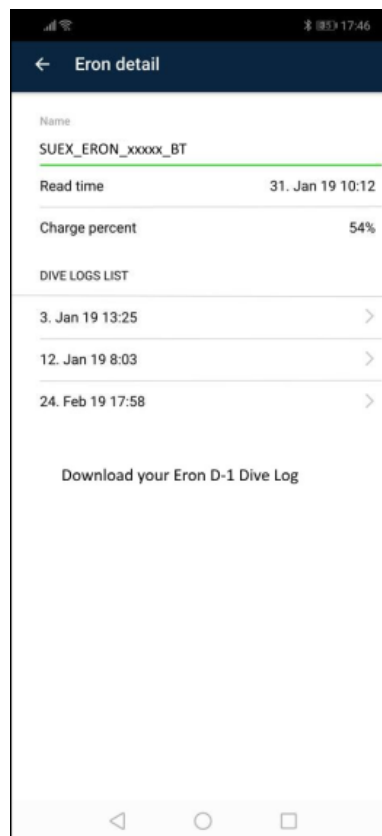 17:46
Eron detail
Name
SUEX_ERON_xxxxx_BT
Read time 31. Jan 19 10:12
Charge percent 54%
DIVE LOGS LIST
3. Jan 19 13:25
12. Jan 19 8:03
24. Feb 19 17:58
Download your Eron D-1 Dive Log